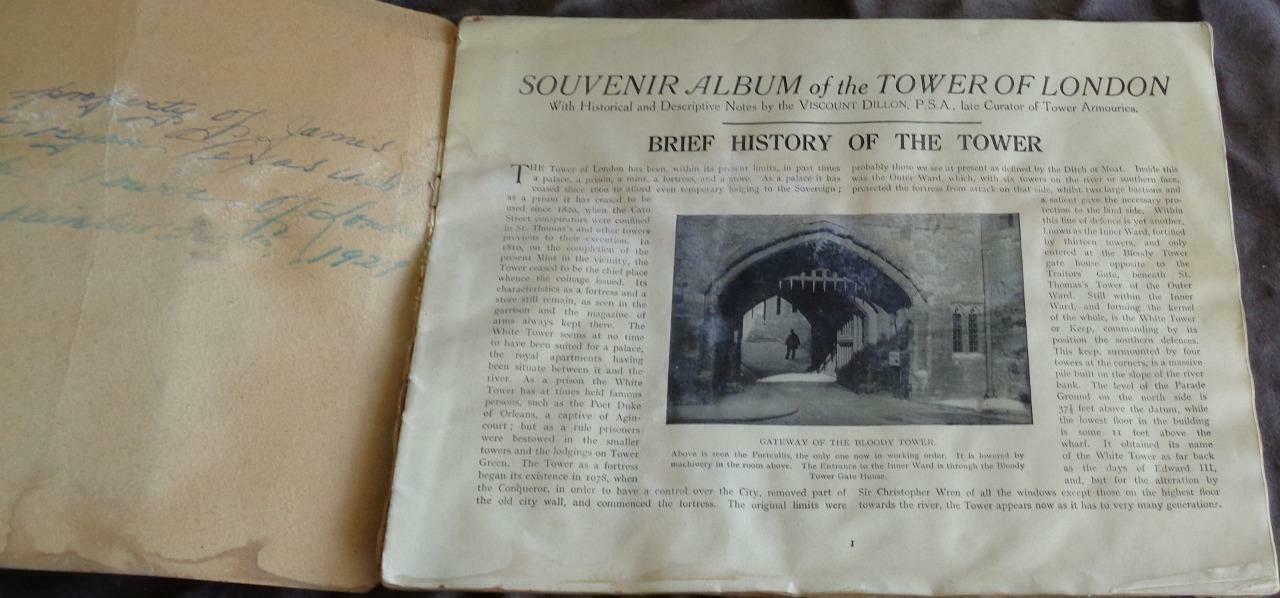 property of James
Bryan Texas
of
1927
SOUVENIR ALBUM of the TOWER OF LONDON
With Historical and Descriptive Notes by the VISCOUNT DILLON, P.S.A., late Curator of Tower Armouries.
BRIEF HISTORY OF THE TOWER
THE Tower of London has been, within its present limits, in past times
a palace, a prison, a mint, a fortress, and a store. As a palace it has
ceased since 1600 to afford even temporary lodging to the Sovereign;
as a prison it has ceased to be
used since 1820, when the Cato
Street conspirators were confined
in St. Thomas's and other towers
previous to their execution. In
1810, on the completion of the
present Mint in the vicinity, the
Tower ceased to be the chief place
whence the coinage issued. Its
characteristics as a fortress and a
store still remain, as seen in the
garrison and the magazine of
arms always kept there. The
White Tower seems at no time
to have been suited for a palace,
the royal apartments having
been situate between it and the
river. As a prison the White
Tower has at times held famous
persons, such as the Poet Duke
of Orleans, a captive of Agin-
court; but as a rule prisoners
were bestowed in the smaller
towers and the lodgings on Tower
Green. The Tower as a fortress
began its existence in 1078, when
the Conqueror, in order to have a control over the City, removed part of
the old city wall, and commenced the fortress. The original limits were
probably those we see at present as defined by the Ditch or Moat. Inside this
was the Outer Ward, which, with six towers on the river or southern face,
protected the fortress from attack on that side, whilst two large bastions and
a salient gave the necessary pro-
tection to the land side. Within
this line of defence is yet another,
known as the Inner Ward, fortified
by thirteen towers, and only
entered at the Bloody Tower
gate house opposite to the
Traitors' Gate, beneath St.
Thomas's Tower of the Outer
Ward. Still within the Inner
Ward, and forming the kernel
of the whole, is the White Tower
or Keep, commanding by its
position the southern defences.
This keep, surmounted by four
towers at the corners, is a massive
pile built on the slope of the river
bank. The level of the Parade
Ground on the north side is
37½ feet above the datum, while
the lowest floor in the building
is some 11 feet above the
wharf. It obtained its name
of the White Tower as far back
as the days of Edward III,
and, but for the alteration by
Sir Christopher Wren of all the windows except those on the highest floor
towards the river, the Tower appears now as it has to very many generations.
GATEWAY OF THE BLOODY TOWER.
Above is seen the Portcullis, the only one now in working order. It is lowered by
machinery in the room above. The Entrance to the Inner Ward is through the Bloody
Tower Gate House.
1